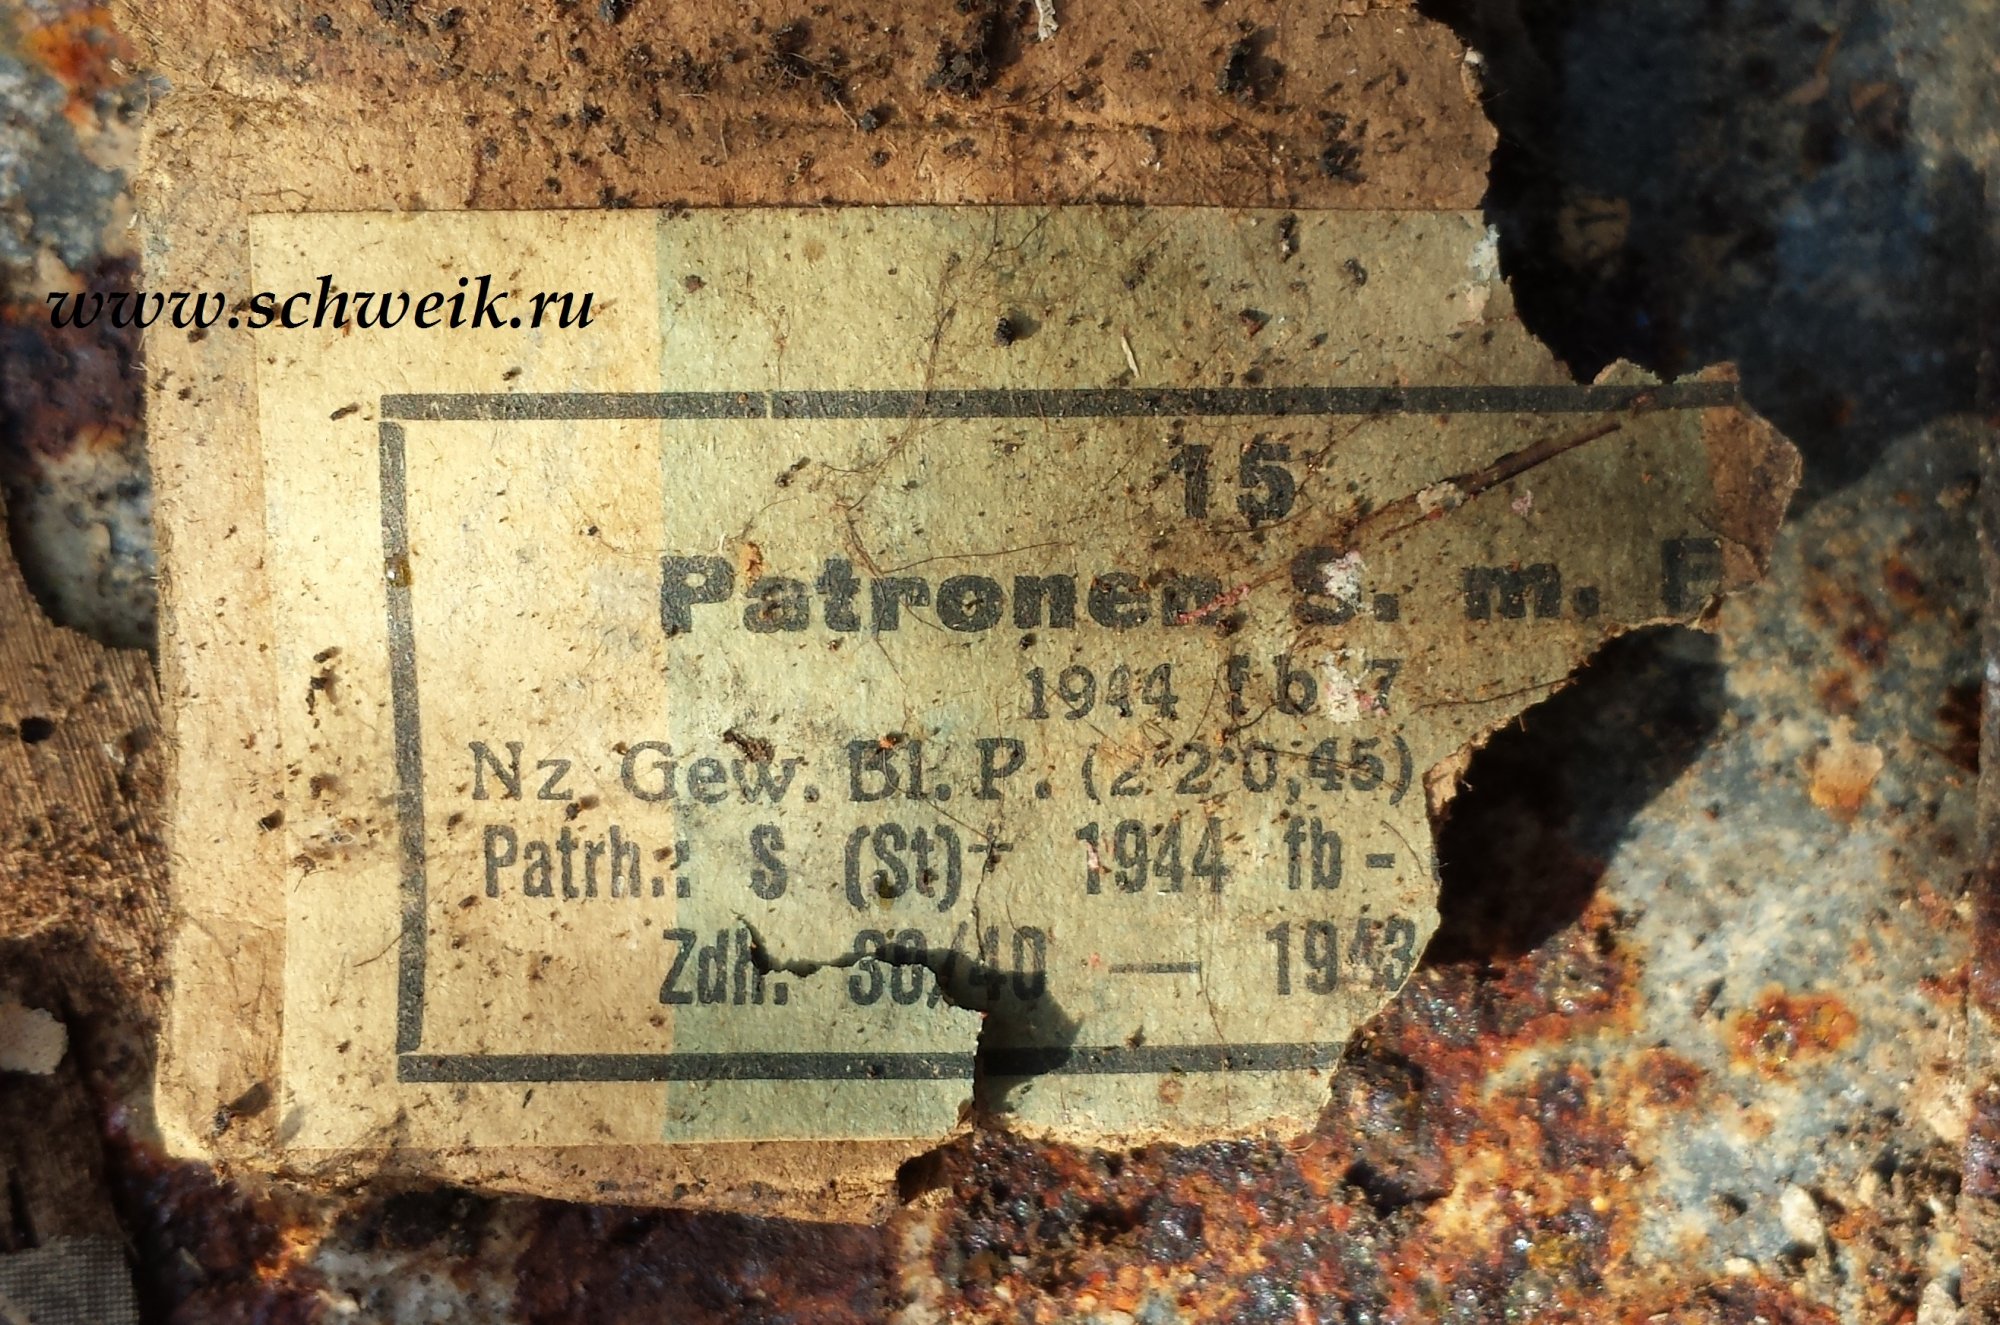 www.schweik.ru
15
Patronen S. m. E
1944 fb 7
Nz. Gew. Bl. P. (2·2·0,45)
Patrh.: S (St)+ 1944 fb -
Zdh. 30/40 — 1943